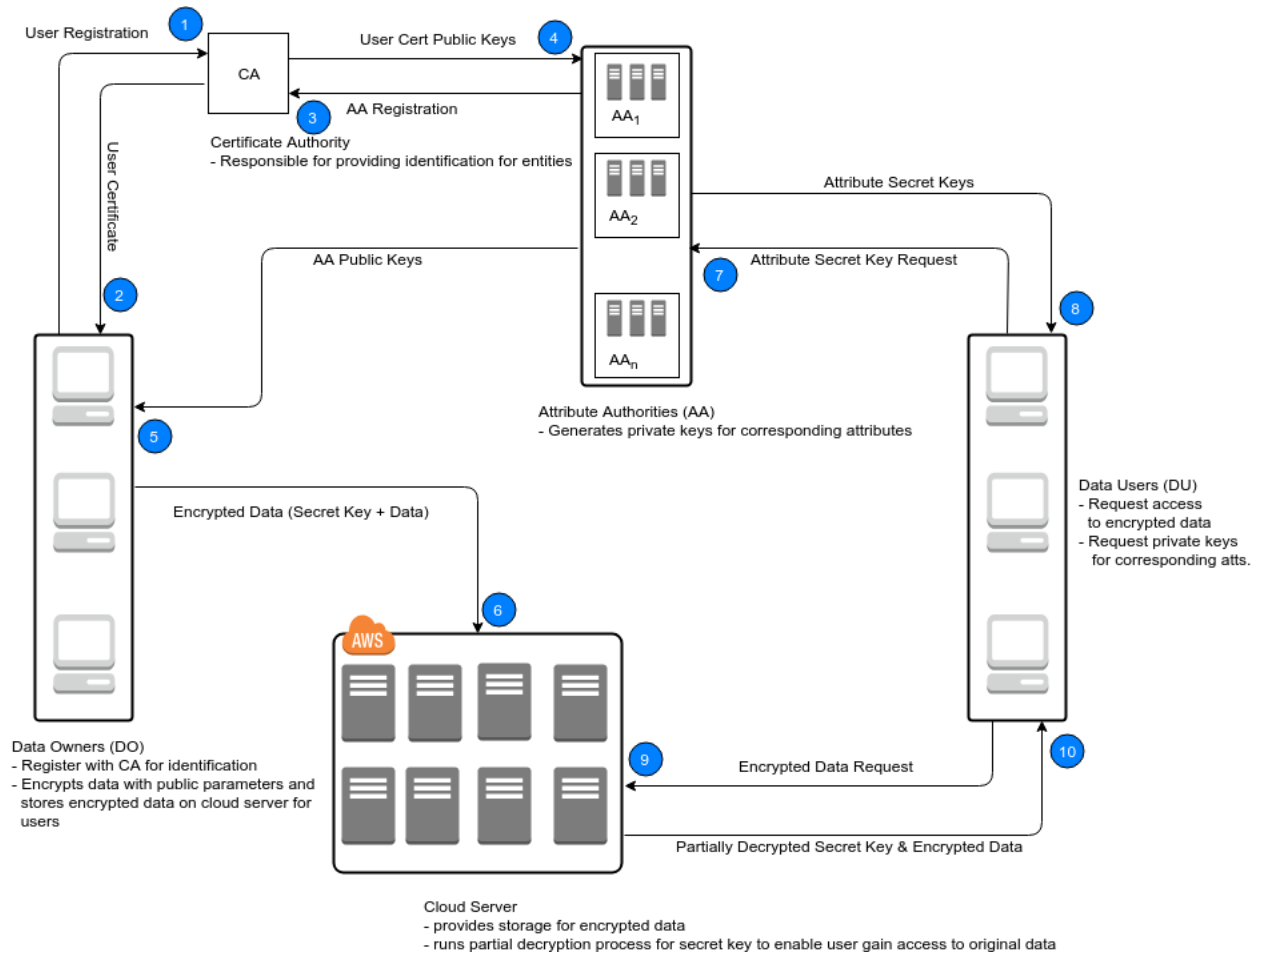 1
User Registration
CA
User Cert Public Keys
4
AA Registration
3
Certificate Authority
- Responsible for providing identification for entities
User Certificate
2
AA1
AA2
AAn
Attribute Secret Keys
AA Public Keys
Attribute Secret Key Request
7
8
5
Attribute Authorities (AA)
- Generates private keys for corresponding attributes
Encrypted Data (Secret Key + Data)
6
Data Users (DU)
- Request access
to encrypted data
- Request private keys
for corresponding atts.
AWS
Data Owners (DO)
- Register with CA for identification
- Encrypts data with public parameters and
stores encrypted data on cloud server for
users
9
Encrypted Data Request
10
Partially Decrypted Secret Key & Encrypted Data
Cloud Server
- provides storage for encrypted data
- runs partial decryption process for secret key to enable user gain access to original data